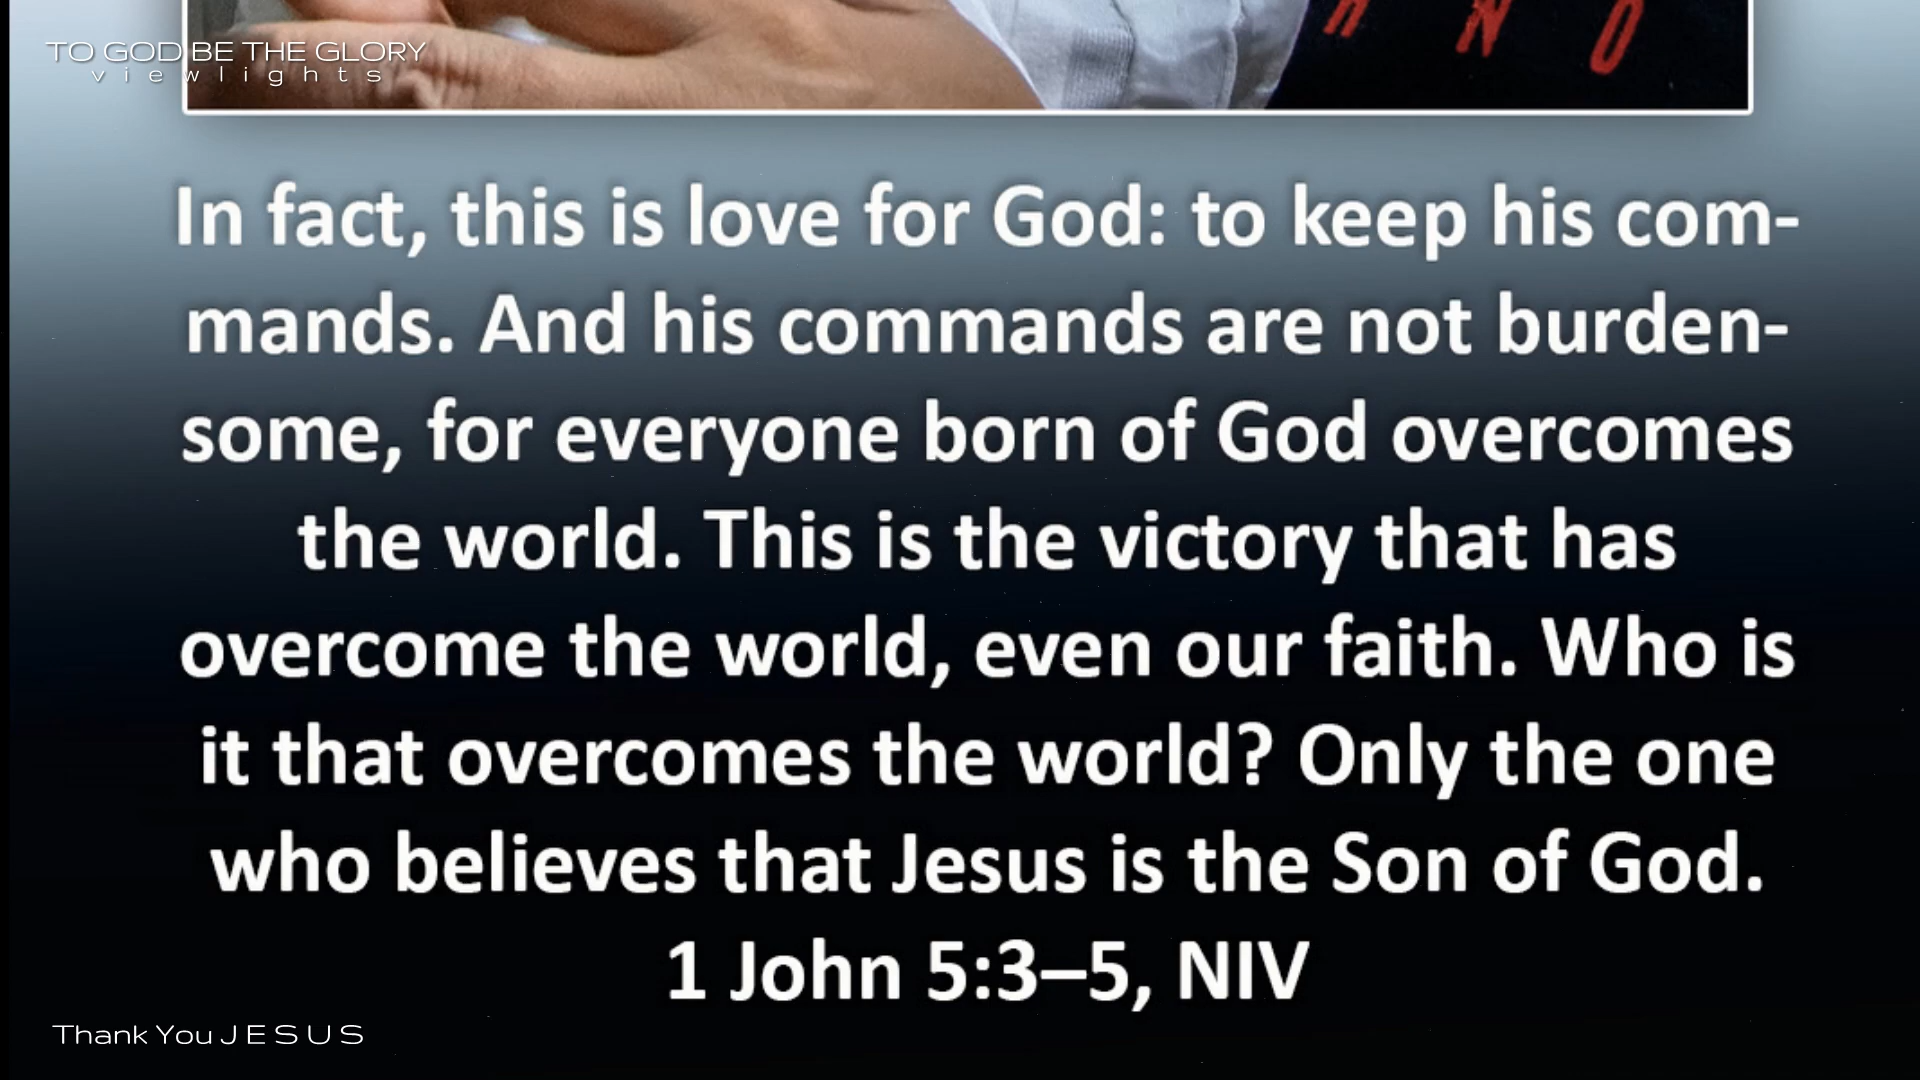 TO GOD BE THE GLORY
viewlights
N O
In fact, this is love for God: to keep his com-
mands. And his commands are not burden-
some, for everyone born of God overcomes
the world. This is the victory that has
overcome the world, even our faith. Who is
it that overcomes the world? Only the one
who believes that Jesus is the Son of God.
1 John 5:3–5, NIV
Thank You JESUS